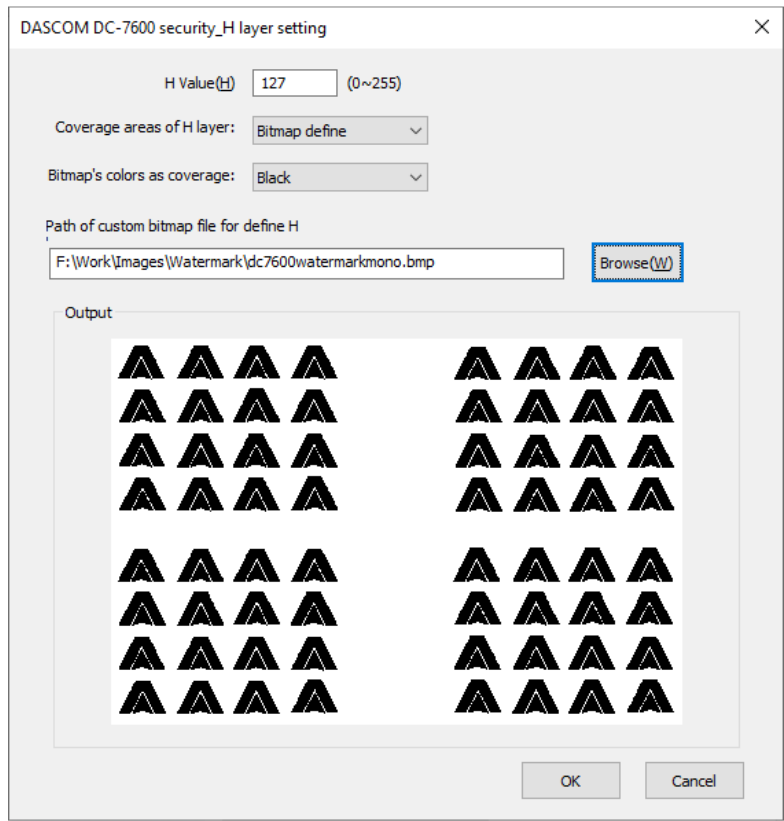 DASCOM DC-7600 security_H layer setting
H Value(H) 127 (0~255)
Coverage areas of H layer: Bitmap define
Bitmap's colors as coverage: Black
Path of custom bitmap file for define H
F:\Work\Images\Watermark\dc7600watermarkmono.bmp Browse(W)
Output
OK Cancel